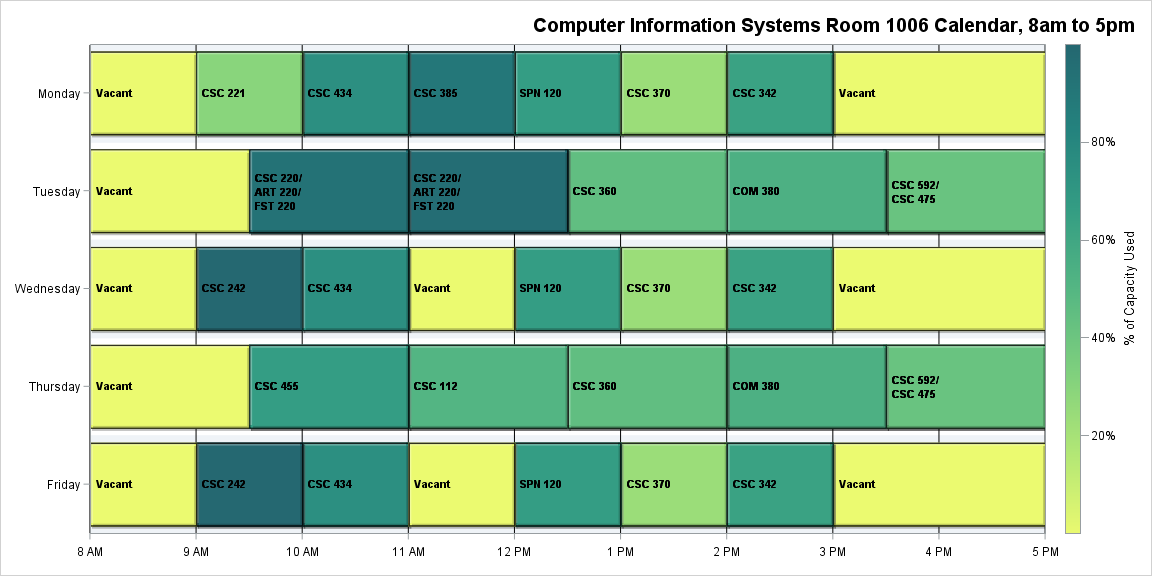 Computer Information Systems Room 1006 Calendar, 8am to 5pm
Monday
Vacant
CSC 221
CSC 434
CSC 385
SPN 120
CSC 370
CSC 342
Vacant
Tuesday
Vacant
CSC 220/
ART 220/
FST 220
CSC 220/
ART 220/
FST 220
CSC 360
COM 380
CSC 592/
CSC 475
Wednesday
Vacant
CSC 242
CSC 434
Vacant
SPN 120
CSC 370
CSC 342
Vacant
Thursday
Vacant
CSC 455
CSC 112
CSC 360
COM 380
CSC 592/
CSC 475
Friday
Vacant
CSC 242
CSC 434
Vacant
SPN 120
CSC 370
CSC 342
Vacant
8 AM
9 AM
10 AM
11 AM
12 PM
1 PM
2 PM
3 PM
4 PM
5 PM
80%
60%
40%
20%
% of Capacity Used